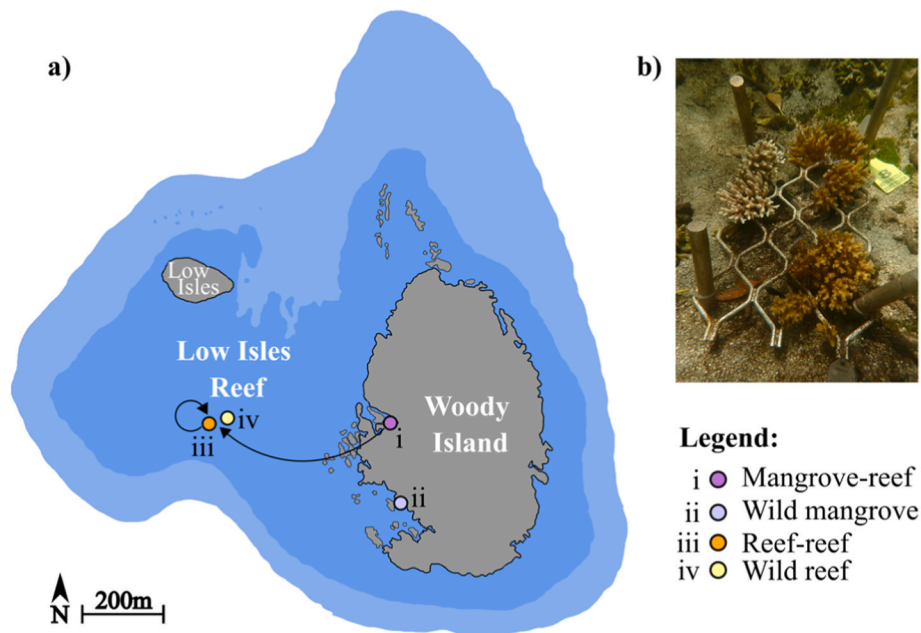 a)
b)
Low
Isles
Low Isles
Reef
Woody
Island
iv
iii
i
ii
Legend:
i Mangrove-reef
ii Wild mangrove
iii Reef-reef
iv Wild reef
N
200m